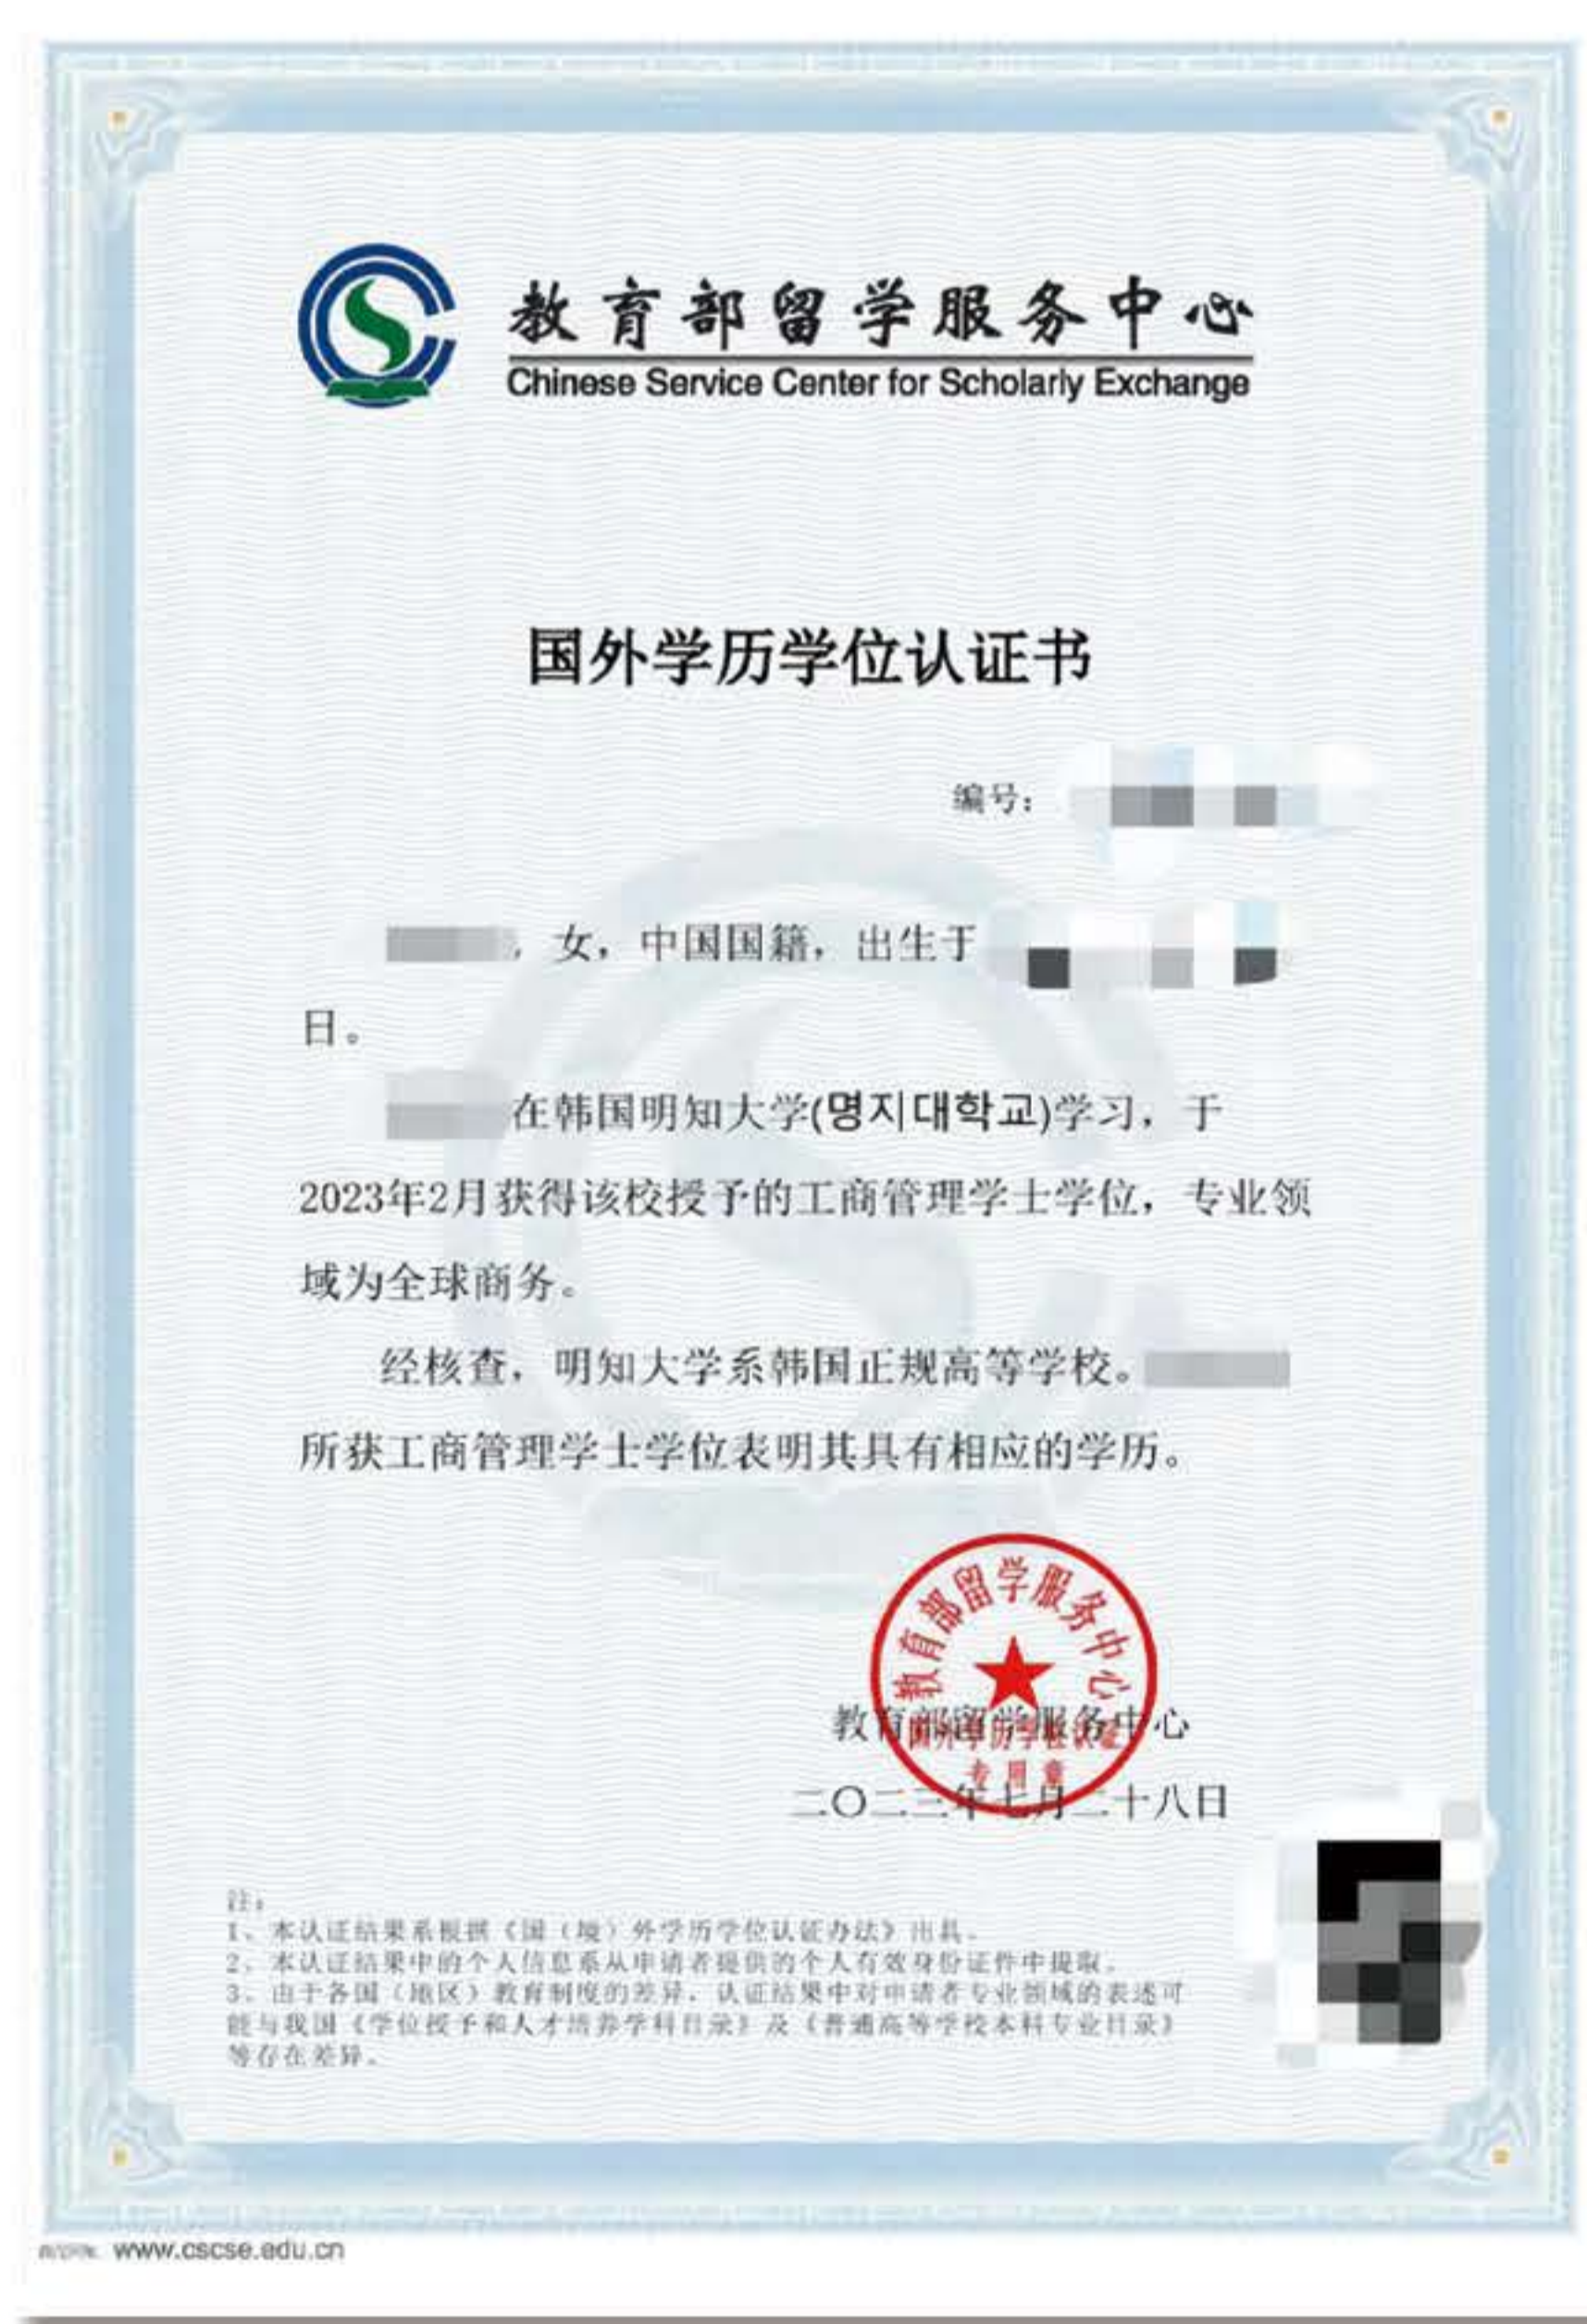 教育部留学服务中心
Chinese Service Center for Scholarly Exchange
国外学历学位认证书
编号：
，女，中国国籍，出生于
日。
在韩国明知大学(명지대학교)学习，于
2023年2月获得该校授予的工商管理学士学位，专业领
域为全球商务。
经核查，明知大学系韩国正规高等学校。
所获工商管理学士学位表明其具有相应的学历。
教育部留学服务中心
国外学历学位认证
专用章
教育部留学服务中心
二〇二三年七月二十八日
注：
1、本认证结果系根据《国（境）外学历学位认证办法》出具。
2、本认证结果中的个人信息系从申请者提供的个人有效身份证件中提取。
3、由于各国（地区）教育制度的差异，认证结果中对申请者专业领域的表述可
能与我国《学位授予和人才培养学科目录》及《普通高等学校本科专业目录》
等存在差异。
www.cscse.edu.cn